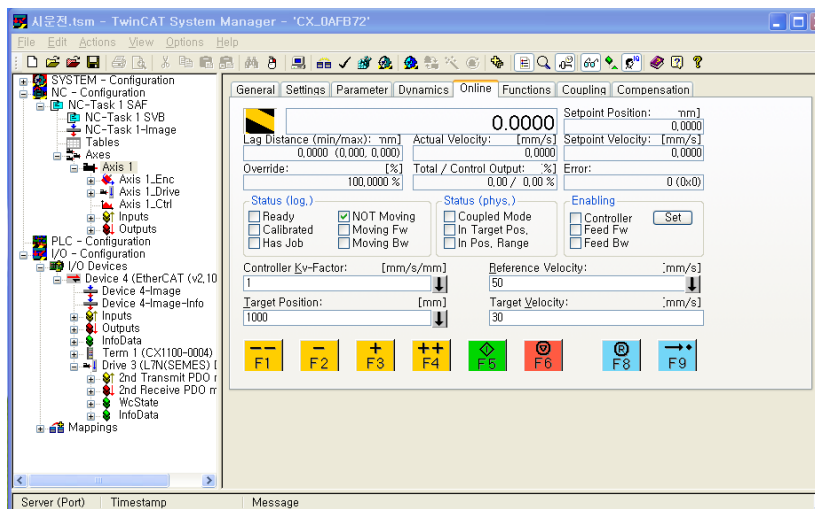 시운전.tsm - TwinCAT System Manager - 'CX_0AFB72'
File Edit Actions View Options Help
SYSTEM - Configuration
NC - Configuration
NC-Task 1 SAF
NC-Task 1 SVB
NC-Task 1-Image
Tables
Axes
Axis 1
Axis 1_Enc
Axis 1_Drive
Axis 1_Ctrl
Inputs
Outputs
PLC - Configuration
I/O - Configuration
I/O Devices
Device 4 (EtherCAT (v2,10
Device 4-Image
Device 4-Image-Info
Inputs
Outputs
InfoData
Term 1 (CX1100-0004)
Drive 3 (L7N(SEMES) [
2nd Transmit PDO r
2nd Receive PDO m
WcState
InfoData
Mappings
General Settings Parameter Dynamics Online Functions Coupling Compensation
0.0000
Setpoint Position: mm]
0,0000
Lag Distance (min/max): mm] Actual Velocity: [mm/s] Setpoint Velocity: [mm/s]
0,0000 (0,000, 0,000) 0,0000 0,0000
Override: [%] Total / Control Output: %] Error:
100,0000 % 0,00 / 0,00 % 0 (0x0)
Status (log,) Status (phys,) Enabling
Ready NOT Moving Coupled Mode Controller Set
Calibrated Moving Fw In Target Pos, Feed Fw
Has Job Moving Bw In Pos, Range Feed Bw
Controller Kv-Factor: [mm/s/mm] Reference Velocity: mm/s]
1 50
Target Position: [mm] Target Velocity: mm/s]
1000 30
-- - + ++ R
F1 F2 F3 F4 F5 F6 F8 F9
Server (Port) Timestamp Message